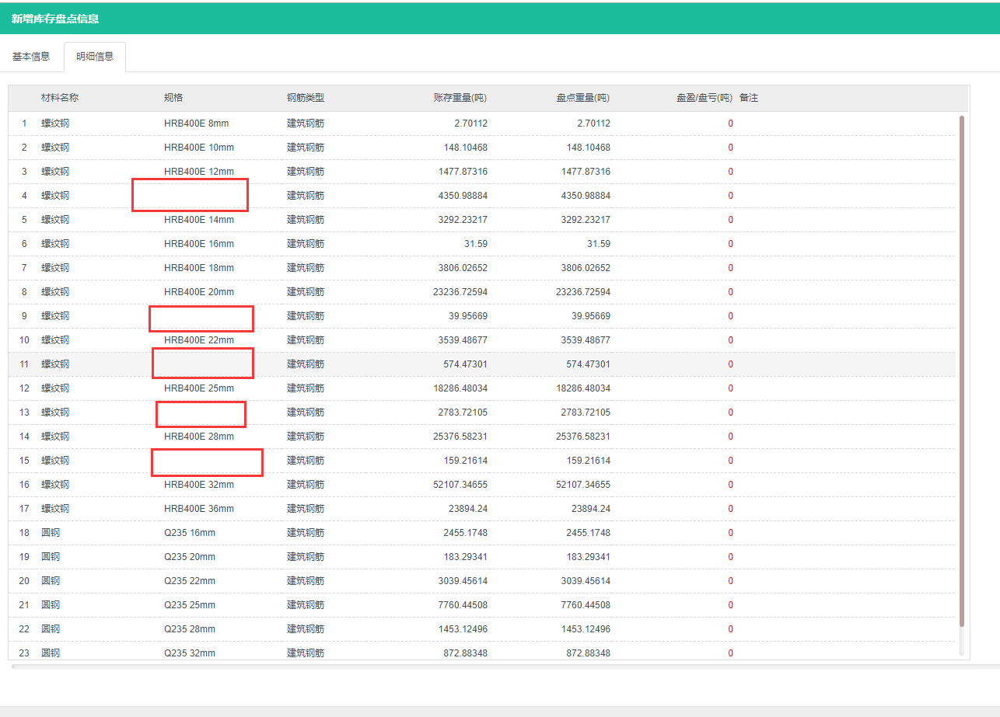 新增库存盘点信息
基本信息 明细信息
材料名称 规格 钢筋类型 账存重量(吨) 盘点重量(吨) 盘盈/盘亏(吨) 备注
1 螺纹钢 HRB400E 8mm 建筑钢筋 2.70112 2.70112 0
2 螺纹钢 HRB400E 10mm 建筑钢筋 148.10468 148.10468 0
3 螺纹钢 HRB400E 12mm 建筑钢筋 1477.87316 1477.87316 0
4 螺纹钢 建筑钢筋 4350.98884 4350.98884 0
5 螺纹钢 HRB400E 14mm 建筑钢筋 3292.23217 3292.23217 0
6 螺纹钢 HRB400E 16mm 建筑钢筋 31.59 31.59 0
7 螺纹钢 HRB400E 18mm 建筑钢筋 3806.02652 3806.02652 0
8 螺纹钢 HRB400E 20mm 建筑钢筋 23236.72594 23236.72594 0
9 螺纹钢 建筑钢筋 39.95669 39.95669 0
10 螺纹钢 HRB400E 22mm 建筑钢筋 3539.48677 3539.48677 0
11 螺纹钢 建筑钢筋 574.47301 574.47301 0
12 螺纹钢 HRB400E 25mm 建筑钢筋 18286.48034 18286.48034 0
13 螺纹钢 建筑钢筋 2783.72105 2783.72105 0
14 螺纹钢 HRB400E 28mm 建筑钢筋 25376.58231 25376.58231 0
15 螺纹钢 建筑钢筋 159.21614 159.21614 0
16 螺纹钢 HRB400E 32mm 建筑钢筋 52107.34655 52107.34655 0
17 螺纹钢 HRB400E 36mm 建筑钢筋 23894.24 23894.24 0
18 圆钢 Q235 16mm 建筑钢筋 2455.1748 2455.1748 0
19 圆钢 Q235 20mm 建筑钢筋 183.29341 183.29341 0
20 圆钢 Q235 22mm 建筑钢筋 3039.45614 3039.45614 0
21 圆钢 Q235 25mm 建筑钢筋 7760.44508 7760.44508 0
22 圆钢 Q235 28mm 建筑钢筋 1453.12496 1453.12496 0
23 圆钢 Q235 32mm 建筑钢筋 872.88348 872.88348 0